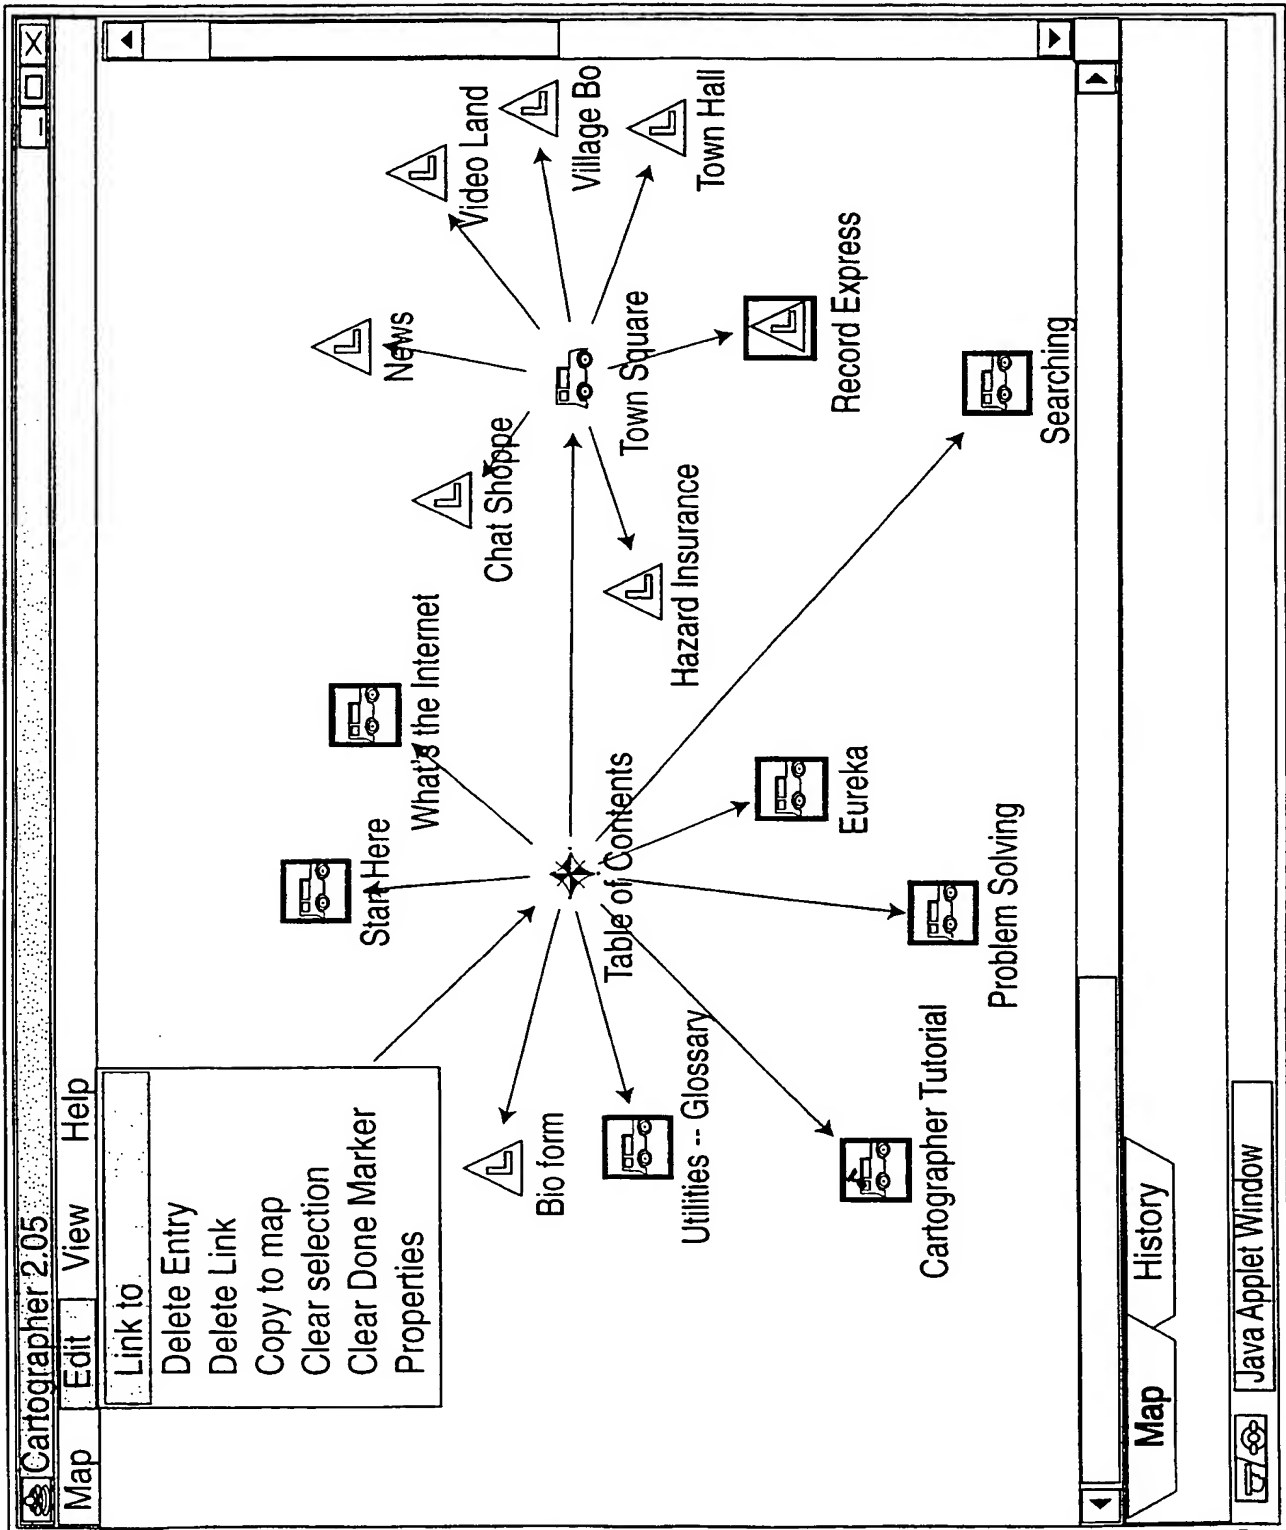 Cartographer 2.05
Map Edit View Help
Link to
Delete Entry
Delete Link
Copy to map
Clear selection
Clear Done Marker
Properties
Start Here
What's the Internet
News
Video Land
Chat Shoppe
Village Bo
Bio form
Table of Contents
Town Square
Town Hall
Utilities -- Glossary
Hazard Insurance
Eureka
Record Express
Cartographer Tutorial
Problem Solving
Searching
Map History
Java Applet Window